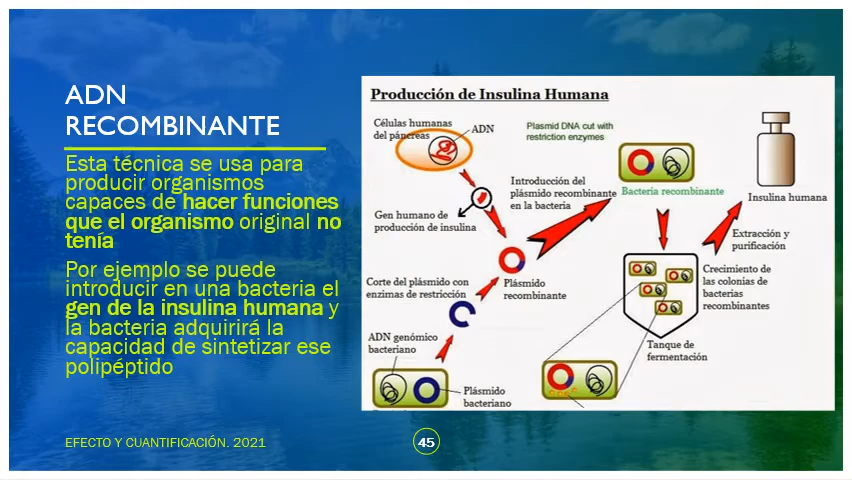 ADN
RECOMBINANTE
Esta técnica se usa para
producir organismos
capaces de hacer funciones
que el organismo original no
tenía
Por ejemplo se puede
introducir en una bacteria el
gen de la insulina humana y
la bacteria adquirirá la
capacidad de sintetizar ese
polipéptido
Producción de Insulina Humana
Células humanas
del páncreas
ADN
Plasmid DNA cut with
restriction enzymes
Gen humano de
producción de insulina
Introducción del
plásmido recombinante
en la bacteria
Bacteria recombinante
Insulina humana
Extracción y
purificación
Corte del plásmido con
enzimas de restricción
Plásmido
recombinante
Crecimiento de
las colonias de
bacterias
recombinantes
ADN genómico
bacteriano
Tanque de
fermentación
Plásmido
bacteriano
EFECTO Y CUANTIFICACIÓN. 2021
45